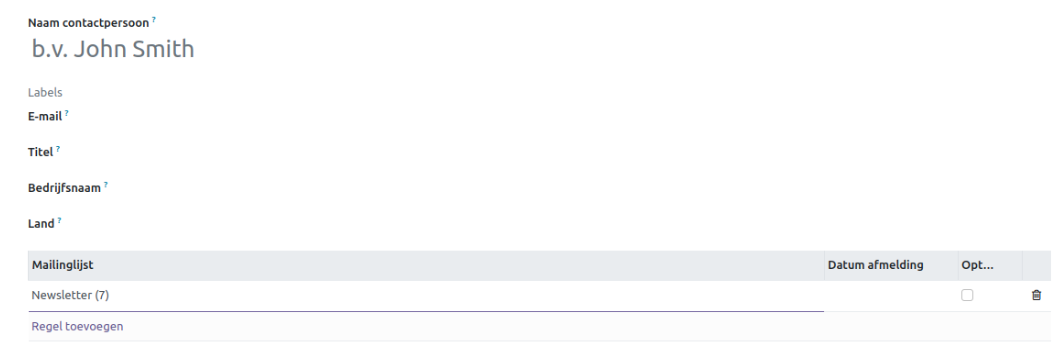 Naam contactpersoon ?
b.v. John Smith
Labels
E-mail ?
Titel ?
Bedrijfsnaam ?
Land ?
Mailinglijst Datum afmelding Opt...
Newsletter (7)
Regel toevoegen